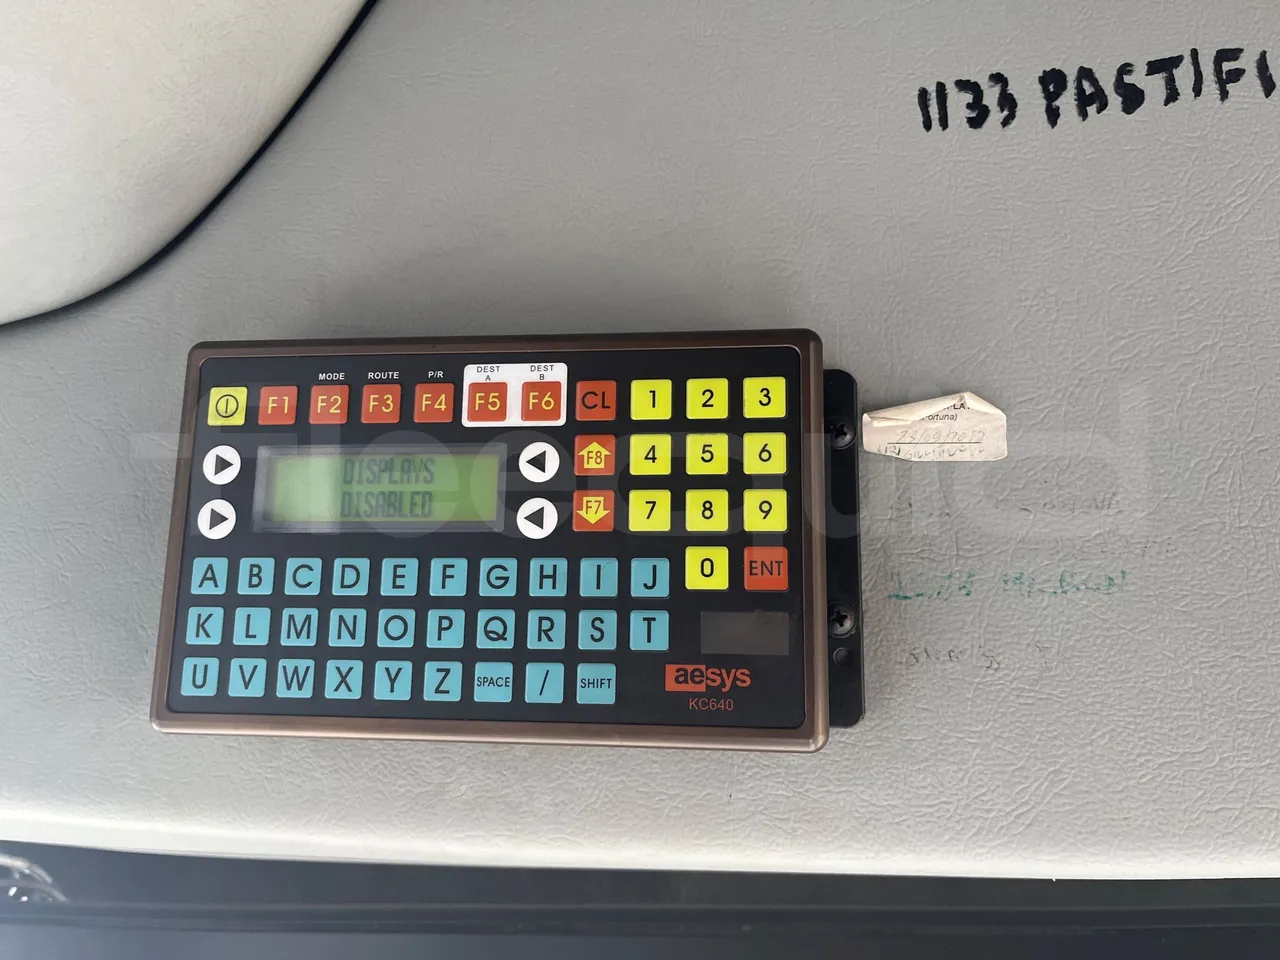 1133 PASTIFI
MODE ROUTE P/R DEST A DEST B
F1 F2 F3 F4 F5 F6 CL 1 2 3
DISPLAYS
DISABLED
F8 4 5 6
F7 7 8 9
A B C D E F G H I J 0 ENT
K L M N O P Q R S T
U V W X Y Z SPACE / SHIFT
aesys
KC640